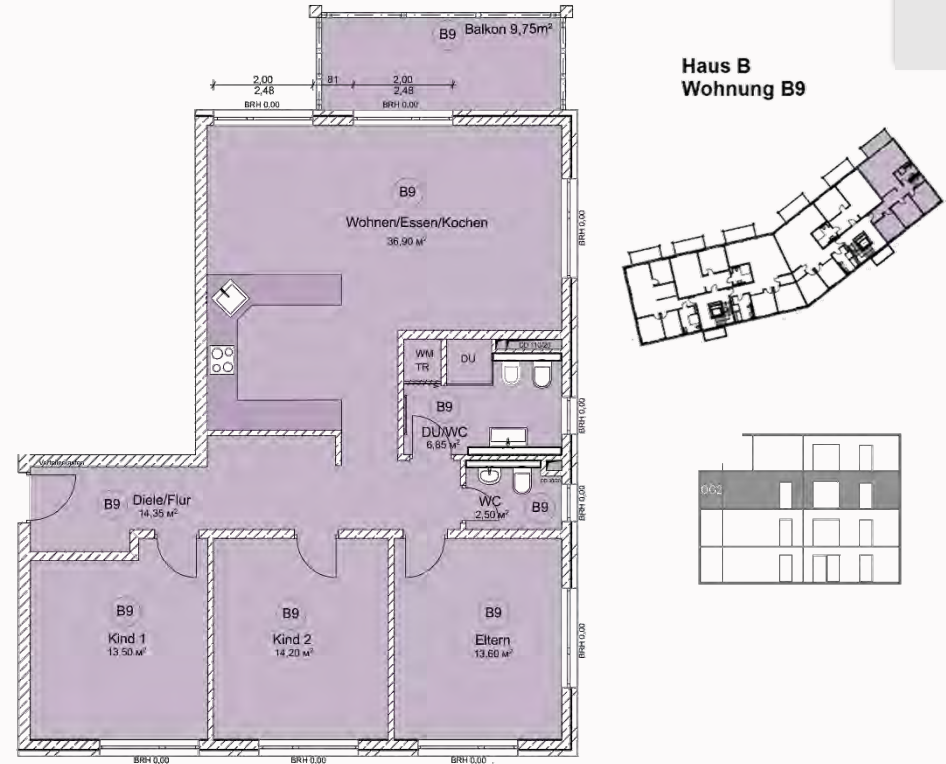 B9 Balkon 9,75m²
Haus B
Wohnung B9
2,00 81 2,00
2,48 2,48
BRH 0,00 BRH 0,00
B9
Wohnen/Essen/Kochen
36,90 M²
BRH 0,00
WM
TR
DU
B9
DU/WC
6,85 M²
BRH 0,00
B9 Diele/Flur
14,35 M²
WC
2,50 M²
B9
BRH 0,00
OG2
B9
Kind 1
13,50 M²
B9
Kind 2
14,20 M²
B9
Eltern
13,60 M²
BRH 0,00
BRH 0,00 BRH 0,00 BRH 0,00